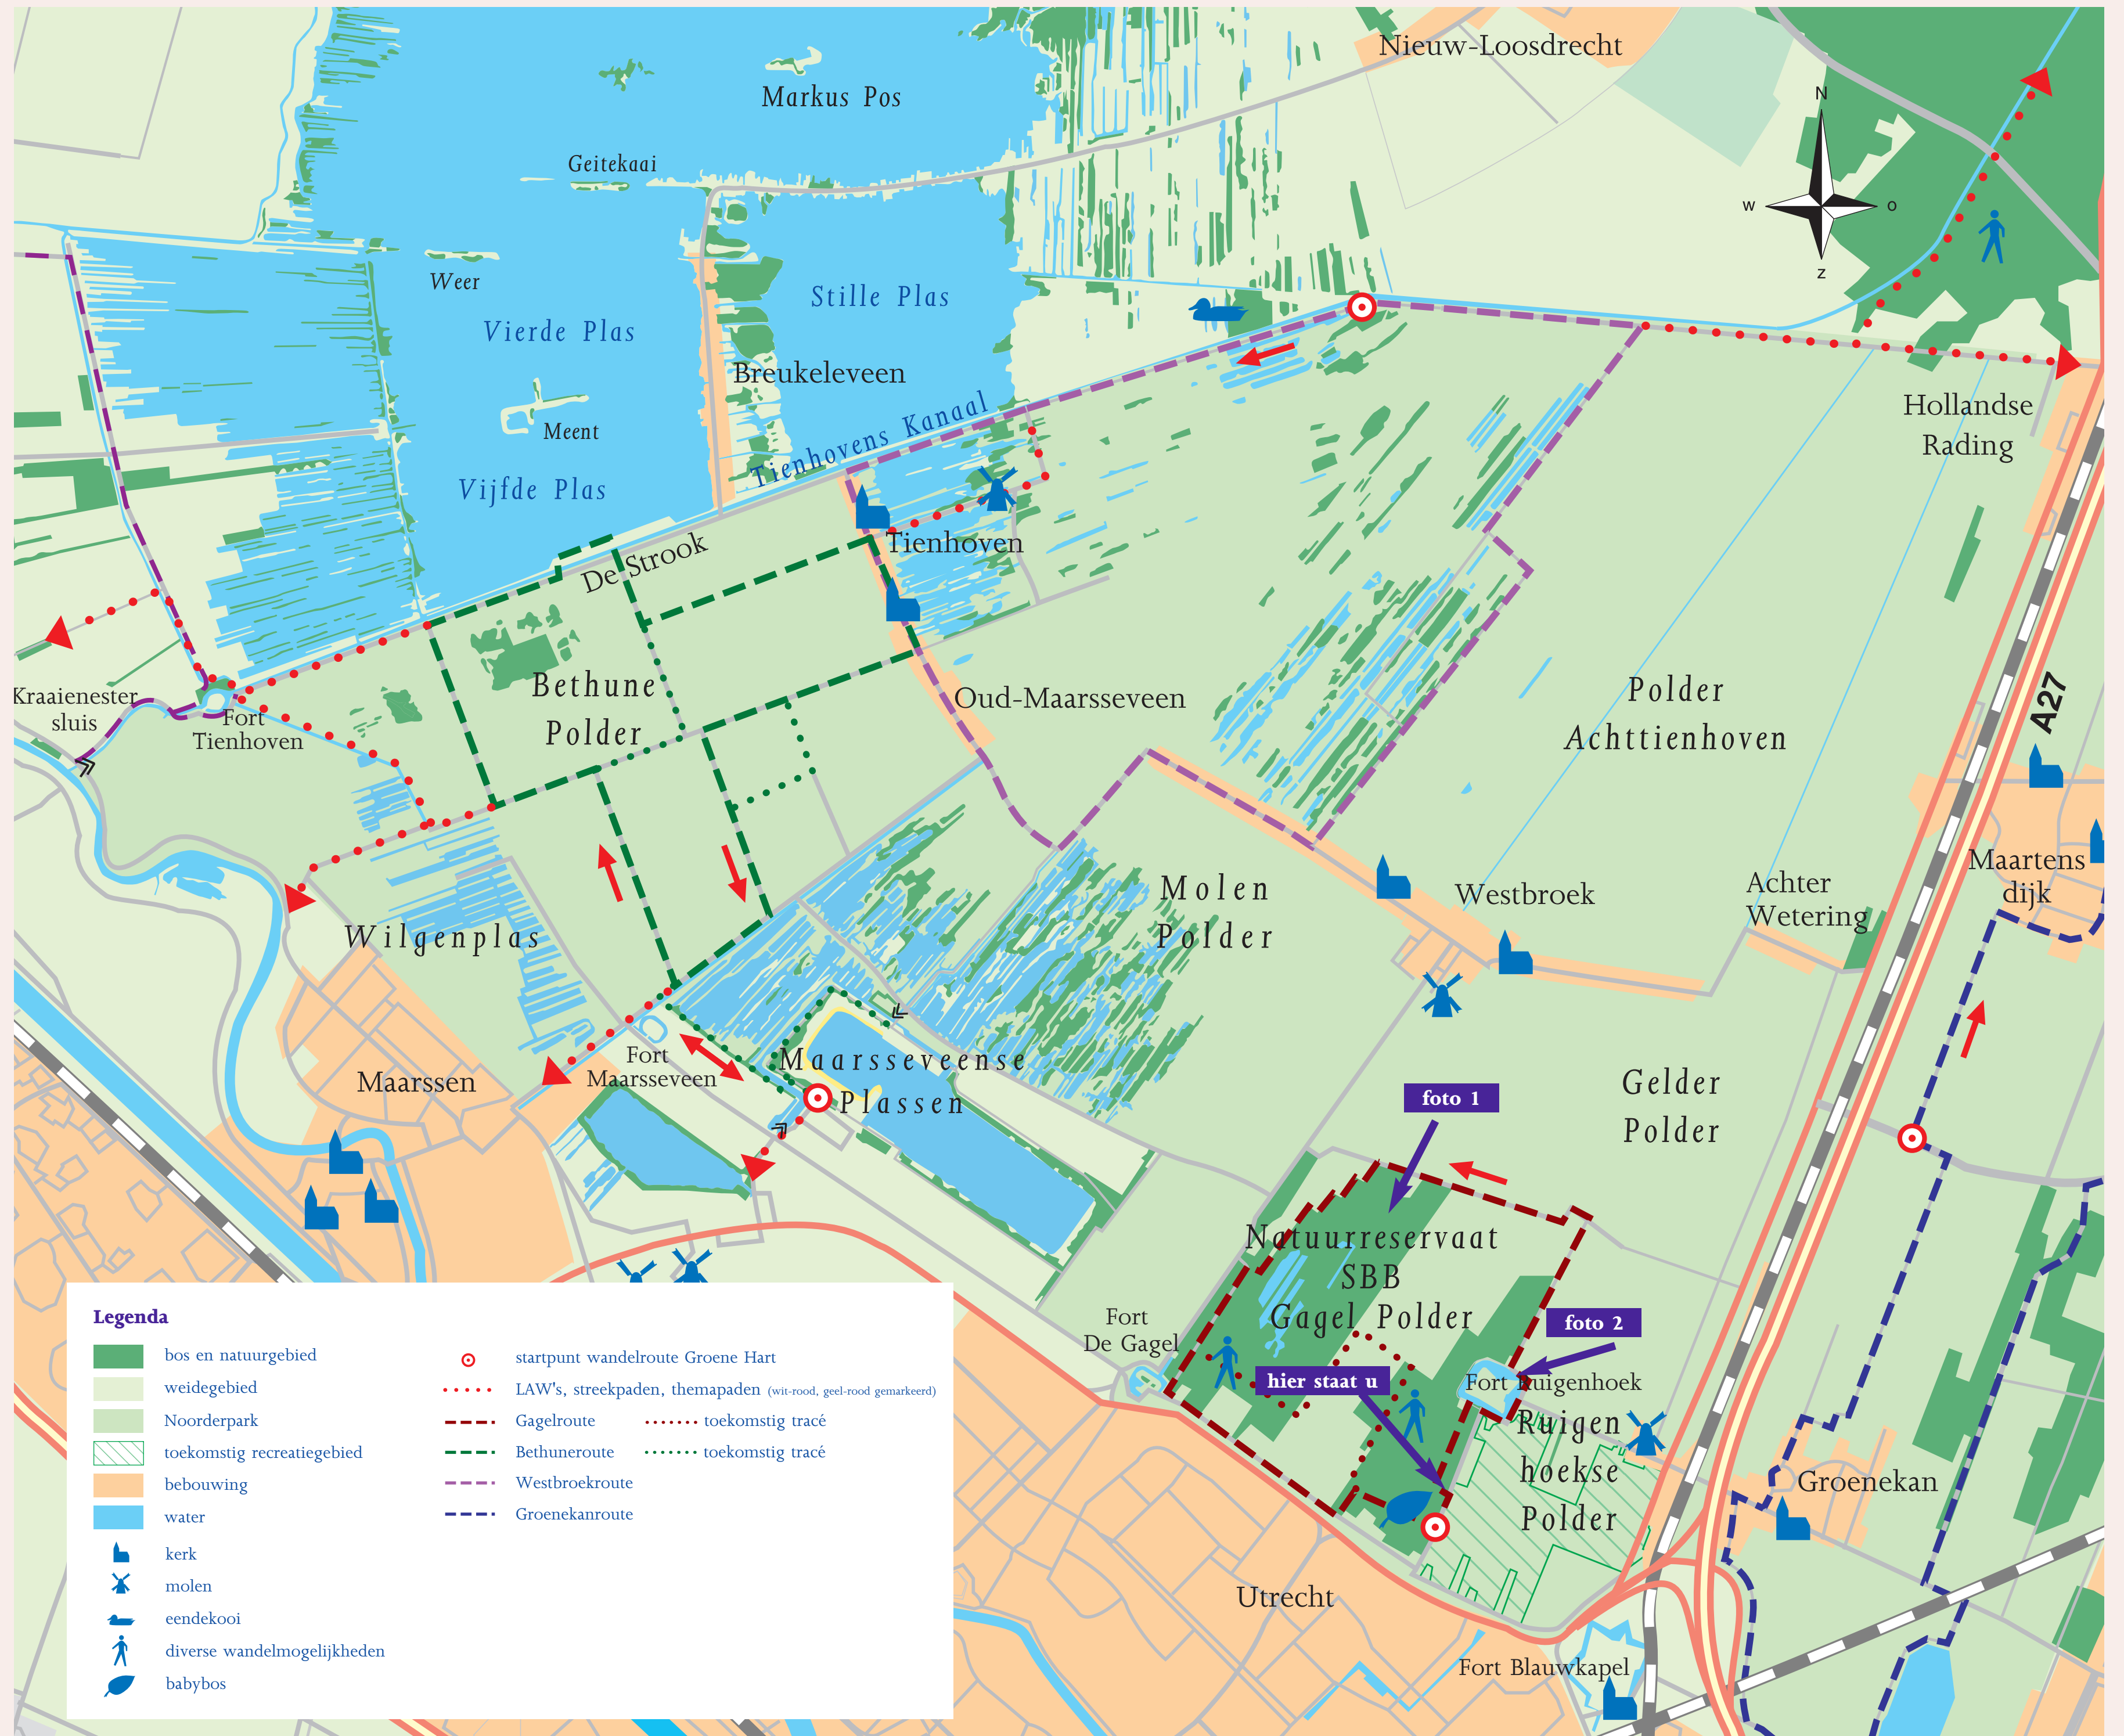 Nieuw-Loosdrecht
Markus Pos
N
Geitekaai
W
O
Z
Weer
Stille Plas
Vierde Plas
Breukeleveen
Meent
Tienhovens Kanaal
Vijfde Plas
Hollandse
Rading
Tienhoven
De Strook
Bethune
Polder
Oud-Maarsseveen
Polder
Achttienhoven
A27
Kraaienester
sluis
Fort
Tienhoven
Maartens
dijk
Molen
Polder
Westbroek
Achter
Wetering
Wilgenplas
Fort
Maarsseveen
Maarsseveense
Plassen
Maarssen
Gelder
Polder
foto 1
Natuurreservaat
SBB
Gagel Polder
Fort
De Gagel
foto 2
hier staat u
Fort Ruigenhoek
Ruigen
hoekse
Polder
Groenekan
Utrecht
Fort Blauwkapel
Legenda
bos en natuurgebied
weidegebied
Noorderpark
toekomstig recreatiegebied
bebouwing
water
kerk
molen
eendekooi
diverse wandelmogelijkheden
babybos
startpunt wandelroute Groene Hart
LAW's, streekpaden, themapaden (wit-rood, geel-rood gemarkeerd)
Gagelroute
toekomstig tracé
Bethuneroute
toekomstig tracé
Westbroekroute
Groenekanroute